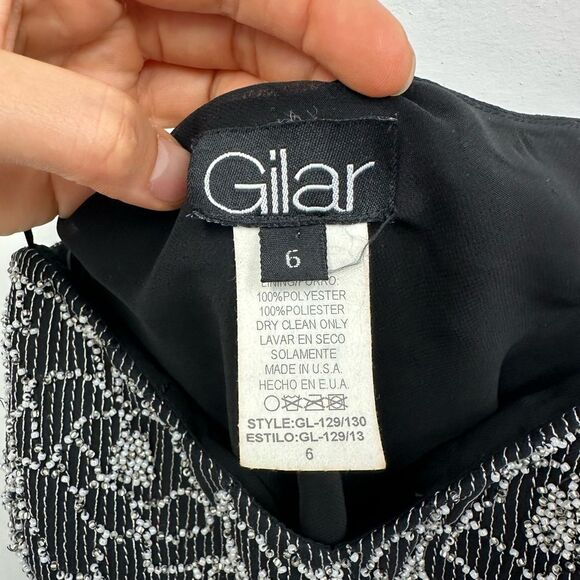 Gilar
6
LINING/FORRO:
100%POLYESTER
100%POLIESTER
DRY CLEAN ONLY
LAVAR EN SECO
SOLAMENTE
MADE IN U.S.A.
HECHO EN E.U.A.
STYLE:GL-129/130
ESTILO:GL-129/13
6